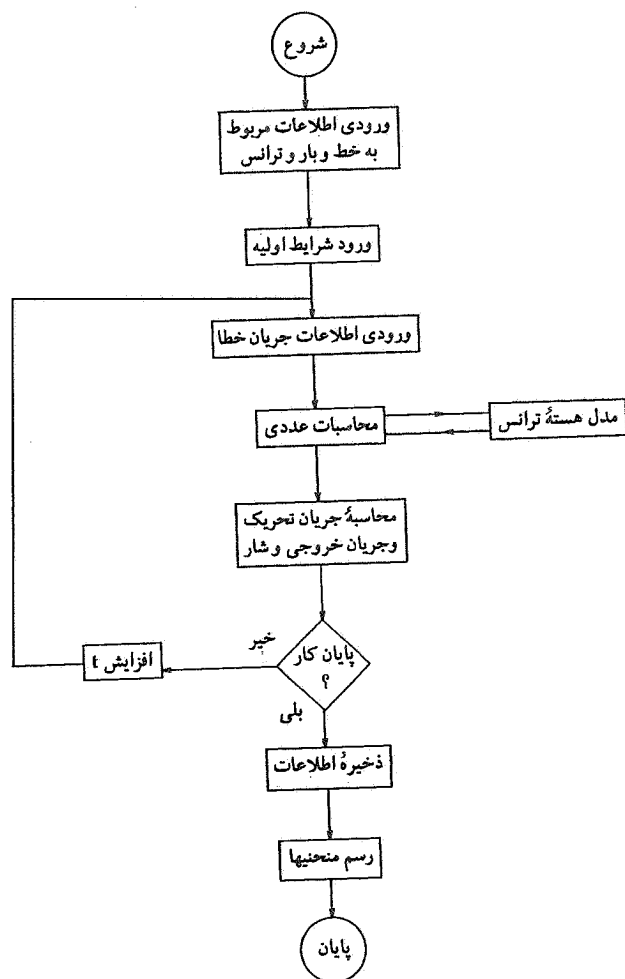 شروع
ورودی اطلاعات مربوط
به خط و بار و ترانس
ورود شرایط اولیه
ورودی اطلاعات جریان خطا
محاسبات عددی
مدل هستهٔ ترانس
محاسبهٔ جریان تحریک
وجریان خروجی و شار
پایان کار
؟
خیر
افزایش t
بلی
ذخیرهٔ اطلاعات
رسم منحنیها
پایان